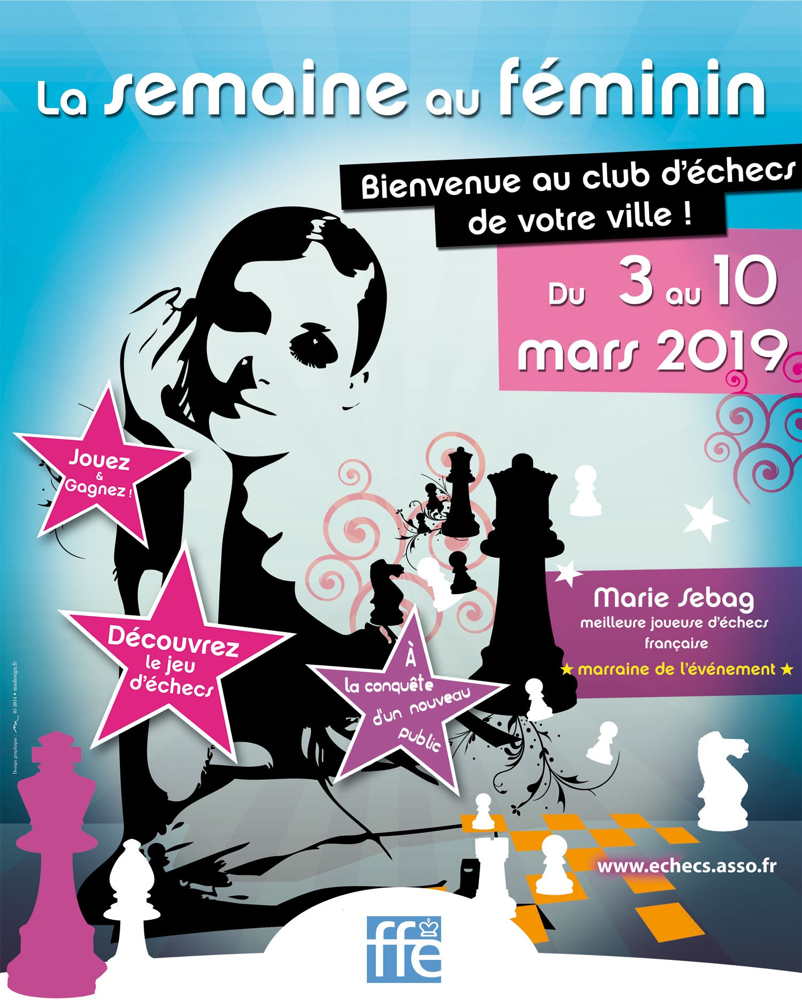 La semaine au féminin
Bienvenue au club d'échecs
de votre ville !
Du 3 au 10
mars 2019
Jouez
&
Gagnez !
Découvrez
le jeu
d'échecs
À
la conquête
d'un nouveau
public
Marie Sebag
meilleure joueuse d'échecs
française
★ marraine de l'événement ★
www.echecs.asso.fr
Design graphique : 01-2014 ★ madesign.fr
ffe